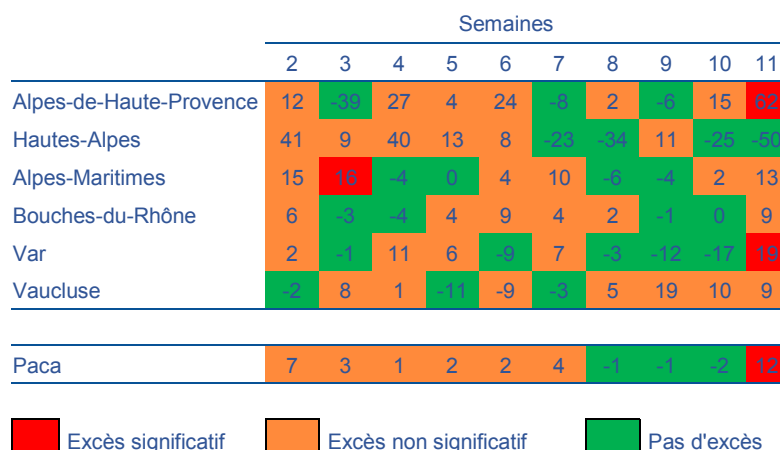 Semaines
2 3 4 5 6 7 8 9 10 11
Alpes-de-Haute-Provence 12 -39 27 4 24 -8 2 -6 15 62
Hautes-Alpes 41 9 40 13 8 -23 -34 11 -25 -50
Alpes-Maritimes 15 16 -4 0 4 10 -6 -4 2 13
Bouches-du-Rhône 6 -3 -4 4 9 4 2 -1 0 9
Var 2 -1 11 6 -9 7 -3 -12 -17 19
Vaucluse -2 8 1 -11 -9 -3 5 19 10 9
Paca 7 3 1 2 2 4 -1 -1 -2 12
Excès significatif Excès non significatif Pas d'excès